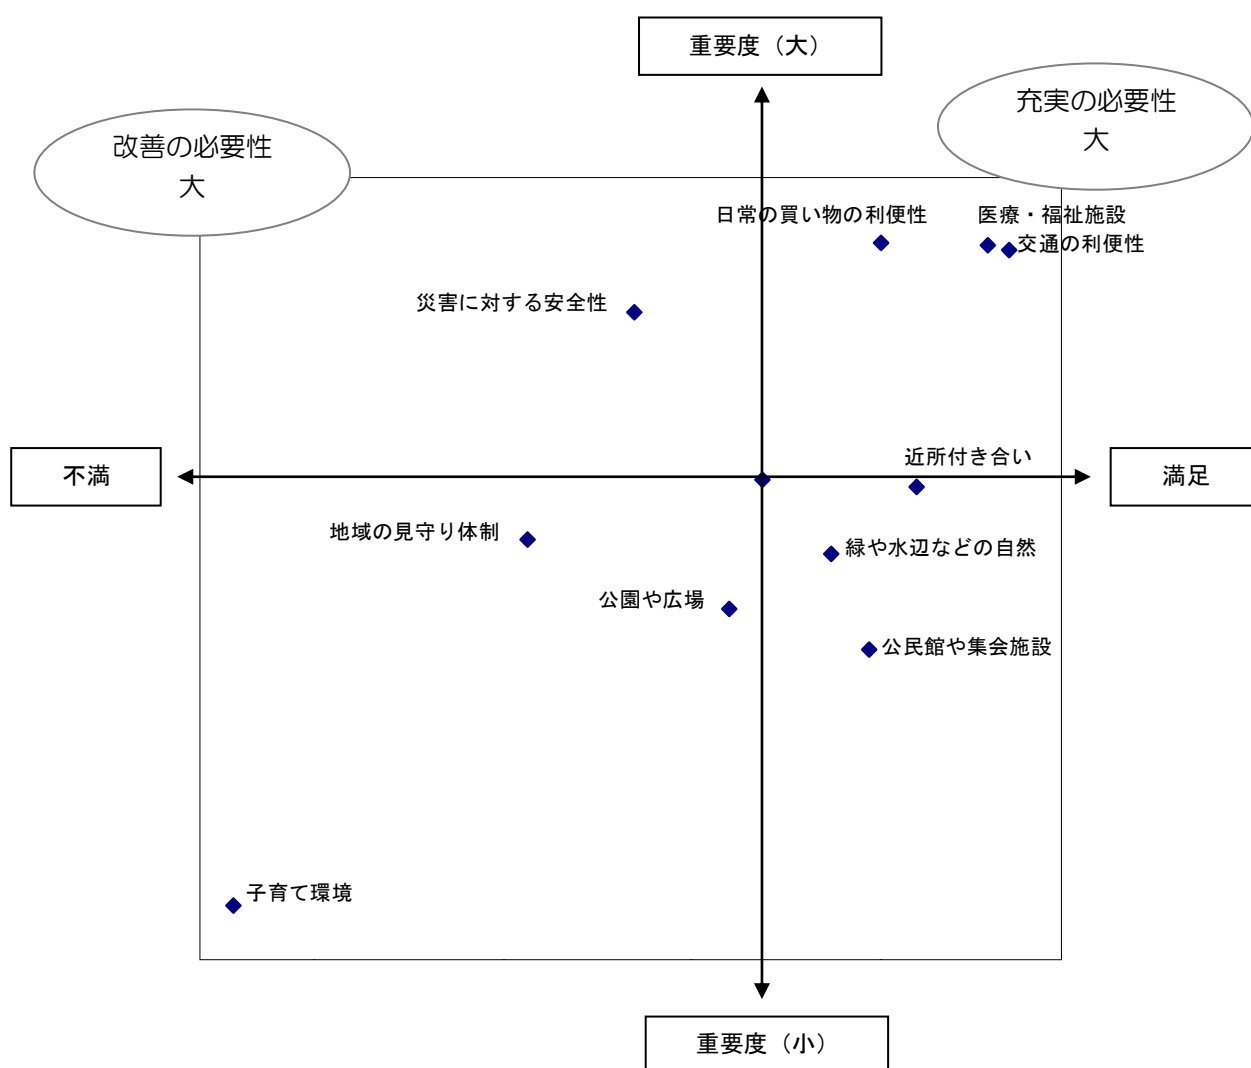 重要度（大）
充実の必要性
大
改善の必要性
大
日常の買い物の利便性
医療・福祉施設
交通の利便性
災害に対する安全性
近所付き合い
不満
満足
地域の見守り体制
緑や水辺などの自然
公園や広場
公民館や集会施設
子育て環境
重要度（小）